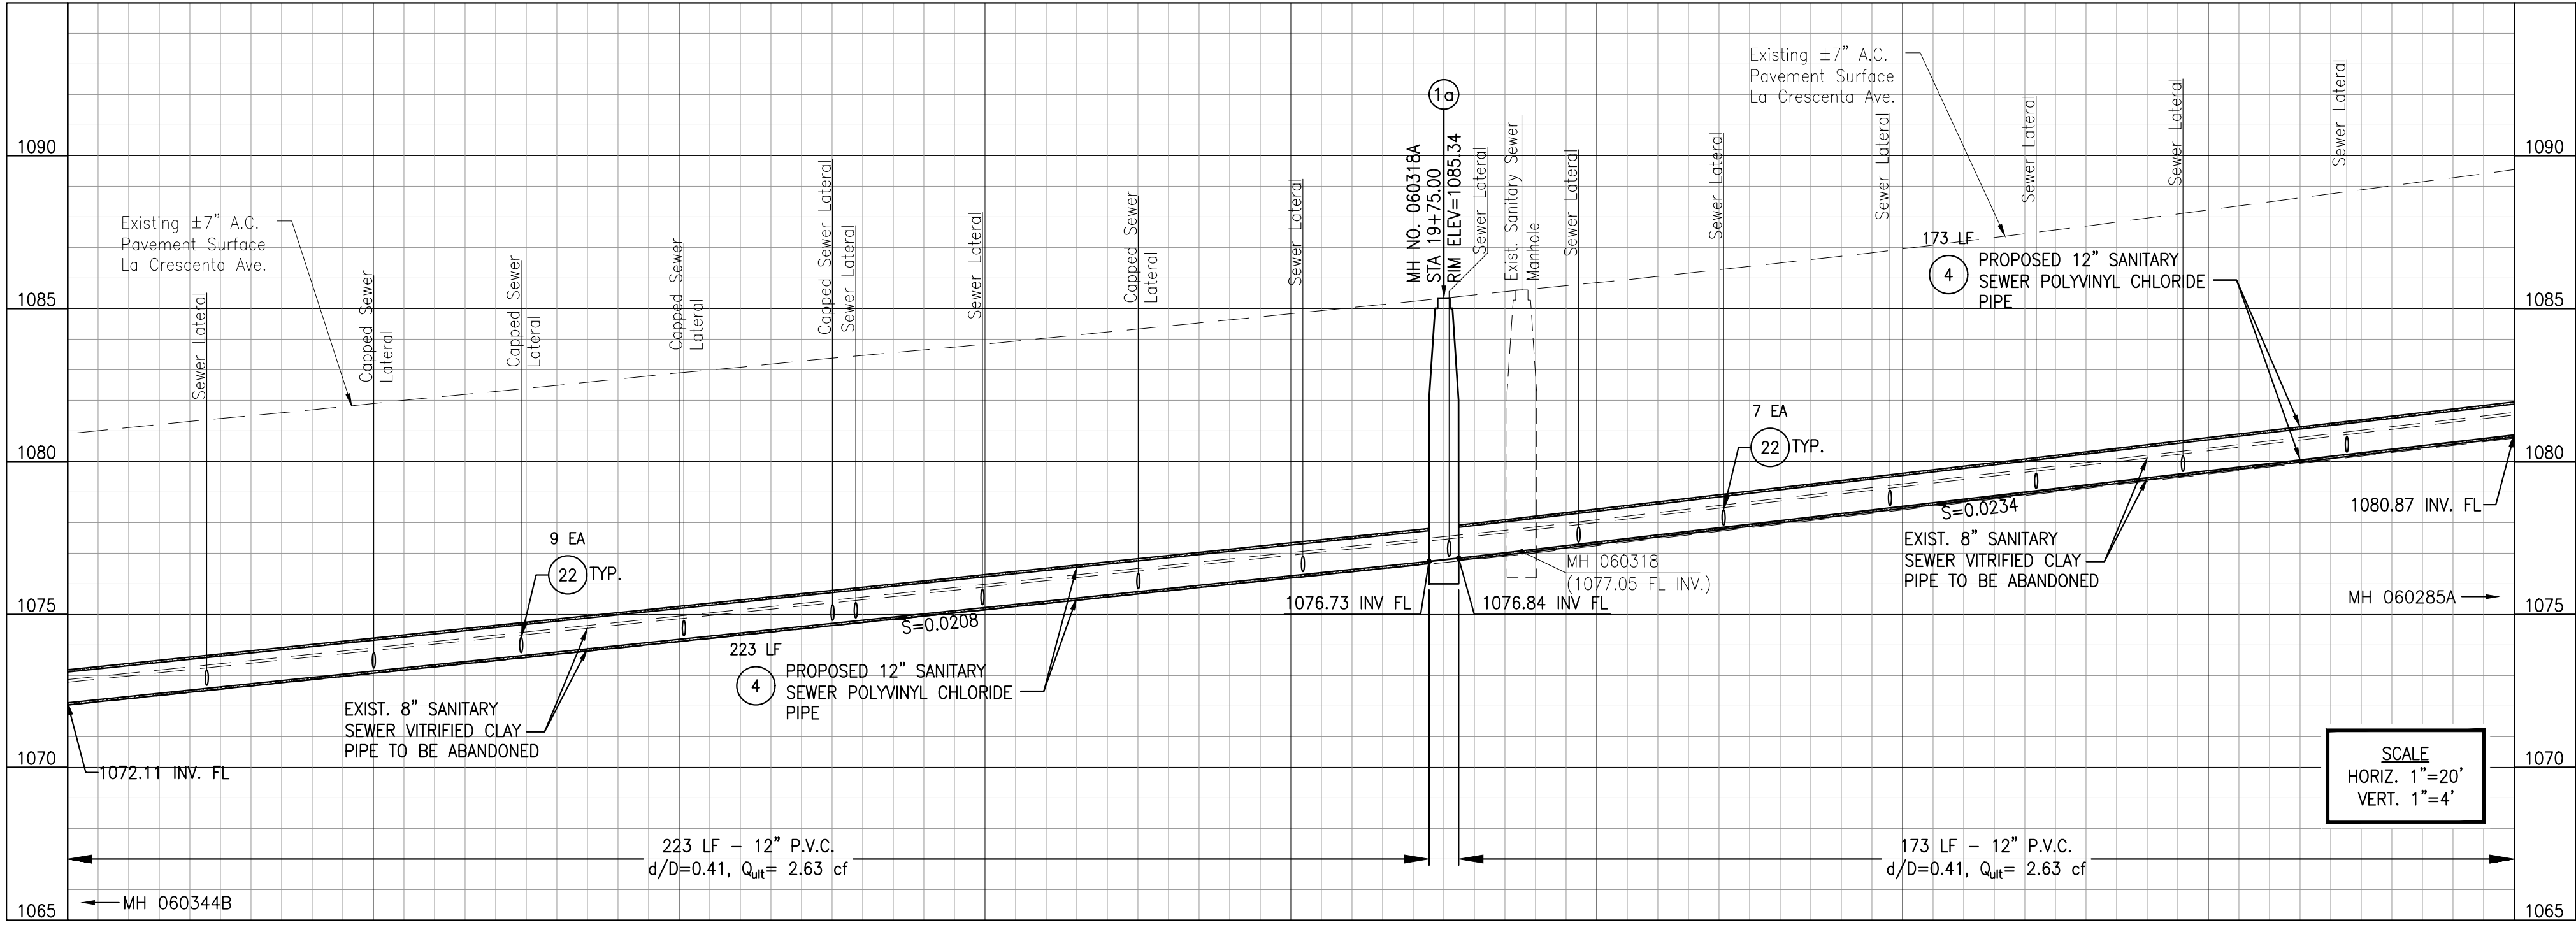 1090
1085
1080
1075
1070
1065
Existing ±7" A.C.
Pavement Surface
La Crescenta Ave.
Sewer Lateral
Capped Sewer
Lateral
Capped Sewer
Lateral
Capped Sewer
Lateral
Capped Sewer Lateral
Sewer Lateral
Sewer Lateral
Capped Sewer
Lateral
Sewer Lateral
1a
MH NO. 060318A
STA 19+75.00
RIM ELEV=1085.34
Sewer Lateral
Exist. Sanitary Sewer
Manhole
Sewer Lateral
Sewer Lateral
Existing ±7" A.C.
Pavement Surface
La Crescenta Ave.
Sewer Lateral
Sewer Lateral
Sewer Lateral
Sewer Lateral
173 LF
4 PROPOSED 12" SANITARY
SEWER POLYVINYL CHLORIDE
PIPE
7 EA
22 TYP.
9 EA
22 TYP.
S=0.0208
S=0.0234
1080.87 INV. FL
EXIST. 8" SANITARY
SEWER VITRIFIED CLAY
PIPE TO BE ABANDONED
MH 060318
(1077.05 FL INV.)
1076.73 INV FL
1076.84 INV FL
MH 060285A
223 LF
4 PROPOSED 12" SANITARY
SEWER POLYVINYL CHLORIDE
PIPE
EXIST. 8" SANITARY
SEWER VITRIFIED CLAY
PIPE TO BE ABANDONED
1072.11 INV. FL
SCALE
HORIZ. 1"=20'
VERT. 1"=4'
223 LF - 12" P.V.C.
d/D=0.41, Qult= 2.63 cf
173 LF - 12" P.V.C.
d/D=0.41, Qult= 2.63 cf
MH 060344B
1090
1085
1080
1075
1070
1065